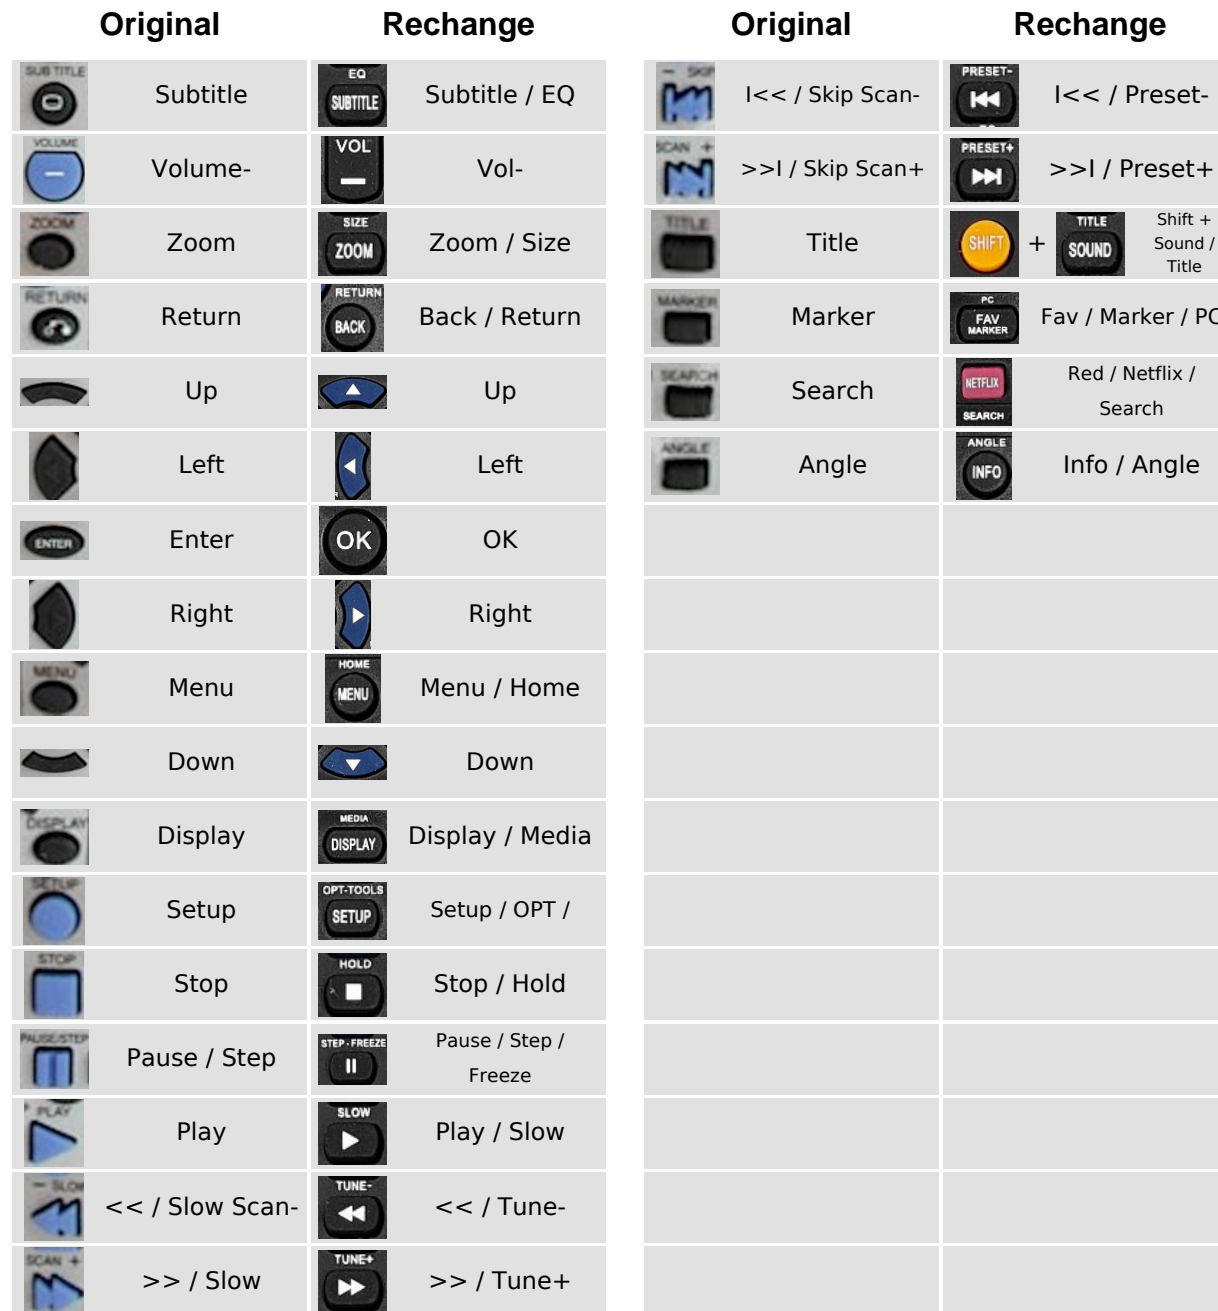 Original Rechange Original Rechange
SUBTITLE Subtitle EQ SUBTITLE Subtitle / EQ - SKIP I<< / Skip Scan- PRESET- I<< / Preset-
VOLUME Volume- VOL Vol- SCAN + >>I / Skip Scan+ PRESET+ >>I / Preset+
ZOOM Zoom SIZE ZOOM Zoom / Size TITLE Title SHIFT + TITLE SOUND Shift + Sound / Title
RETURN Return RETURN BACK Back / Return MARKER Marker PC FAV MARKER Fav / Marker / PC
Up Up SEARCH Search NETFLIX SEARCH Red / Netflix / Search
Left Left ANGLE Angle ANGLE INFO Info / Angle
ENTER Enter OK OK
Right Right
MENU Menu HOME MENU Menu / Home
Down Down
DISPLAY Display MEDIA DISPLAY Display / Media
SETUP Setup OPT-TOOLS SETUP Setup / OPT /
STOP Stop HOLD Stop / Hold
PAUSE/STEP Pause / Step STEP-FREEZE Pause / Step / Freeze
PLAY Play SLOW Play / Slow
- SLOW << / Slow Scan- TUNE- << / Tune-
SCAN + >> / Slow TUNE+ >> / Tune+